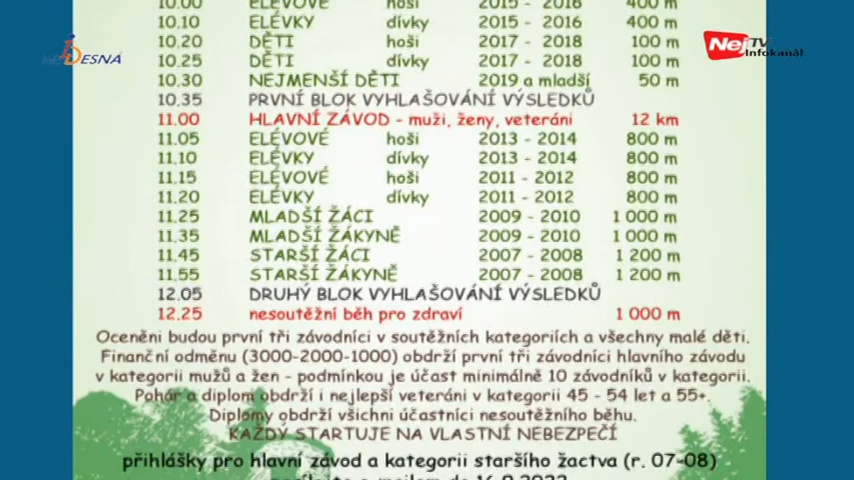 10.00 ELÉVOVÉ hoši 2015 - 2016 400 m
10.10 ELÉVKY dívky 2015 - 2016 400 m
10.20 DĚTI hoši 2017 - 2018 100 m
10.25 DĚTI dívky 2017 - 2018 100 m
10.30 NEJMENŠÍ DĚTI 2019 a mladší 50 m
10.35 PRVNÍ BLOK VYHLAŠOVÁNÍ VÝSLEDKŮ
11.00 HLAVNÍ ZÁVOD - muži, ženy, veteráni 12 km
11.05 ELÉVOVÉ hoši 2013 - 2014 800 m
11.10 ELÉVKY dívky 2013 - 2014 800 m
11.15 ELÉVOVÉ hoši 2011 - 2012 800 m
11.20 ELÉVKY dívky 2011 - 2012 800 m
11.25 MLADŠÍ ŽÁCI 2009 - 2010 1 000 m
11.35 MLADŠÍ ŽÁKYNĚ 2009 - 2010 1 000 m
11.45 STARŠÍ ŽÁCI 2007 - 2008 1 200 m
11.55 STARŠÍ ŽÁKYNĚ 2007 - 2008 1 200 m
12.05 DRUHÝ BLOK VYHLAŠOVÁNÍ VÝSLEDKŮ
12.25 nesoutěžní běh pro zdraví 1 000 m
Oceněni budou první tři závodníci v soutěžních kategoriích a všechny malé děti.
Finanční odměnu (3000-2000-1000) obdrží první tři závodníci hlavního závodu
v kategorii mužů a žen - podmínkou je účast minimálně 10 závodníků v kategorii.
Pohár a diplom obdrží i nejlepší veteráni v kategorii 45 - 54 let a 55+.
Diplomy obdrží všichni účastníci nesoutěžního běhu.
KAŽDÝ STARTUJE NA VLASTNÍ NEBEZPEČÍ
přihlášky pro hlavní závod a kategorii staršího žactva (r. 07-08)
DESNÁ
Nej TV
Infokanál